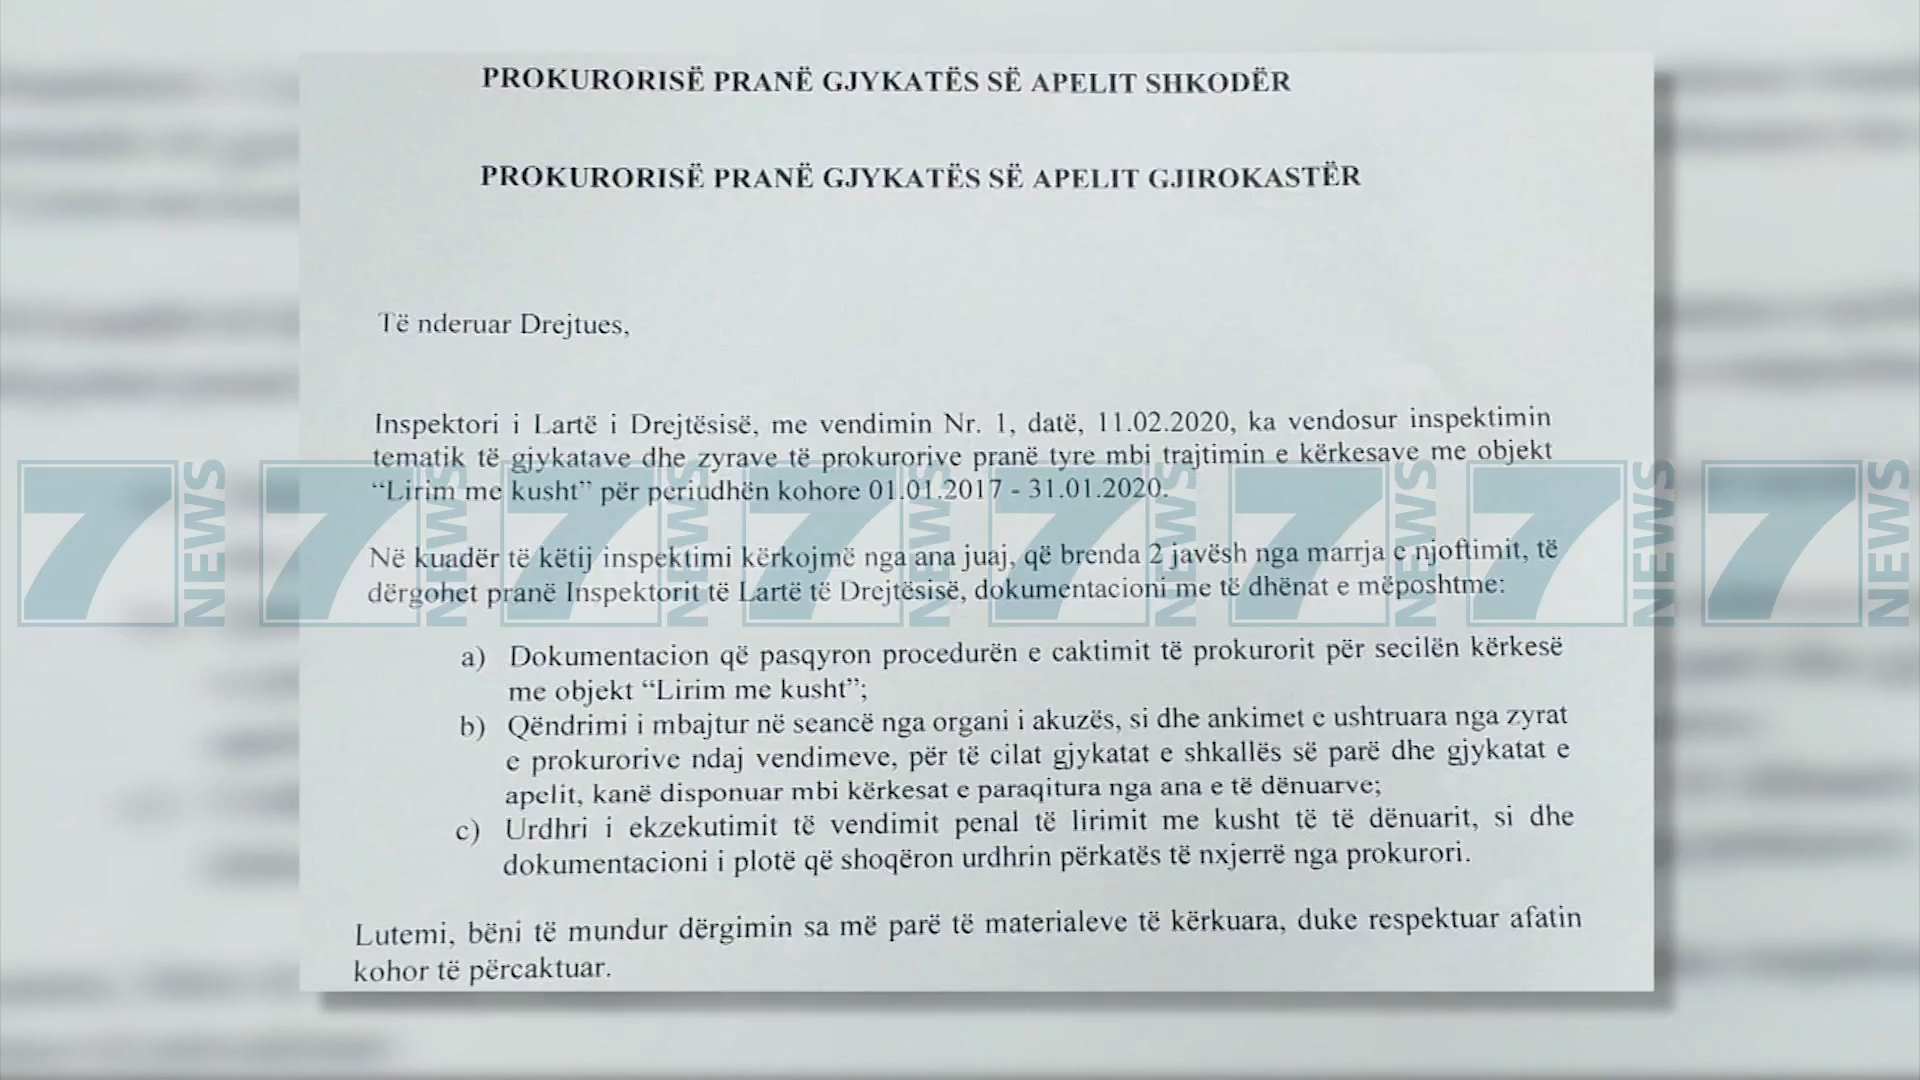 PROKURORISË PRANË GJYKATËS SË APELIT SHKODËR
PROKURORISË PRANË GJYKATËS SË APELIT GJIROKASTËR
Të nderuar Drejtues,
Inspektori i Lartë i Drejtësisë, me vendimin Nr. 1, datë, 11.02.2020, ka vendosur inspektimin
tematik të gjykatave dhe zyrave të prokurorive pranë tyre mbi trajtimin e kërkesave me objekt
“Lirim me kusht” për periudhën kohore 01.01.2017 - 31.01.2020.
7 NEWS 7 NEWS 7 NEWS 7 NEWS 7 NEWS 7 NEWS 7 NEWS 7 NEWS
Në kuadër të këtij inspektimi kërkojmë nga ana juaj, që brenda 2 javësh nga marrja e njoftimit, të
dërgohet pranë Inspektorit të Lartë të Drejtësisë, dokumentacioni me të dhënat e mëposhtme:
a) Dokumentacion që pasqyron procedurën e caktimit të prokurorit për secilën kërkesë
me objekt “Lirim me kusht”;
b) Qëndrimi i mbajtur në seancë nga organi i akuzës, si dhe ankimet e ushtruara nga zyrat
e prokurorive ndaj vendimeve, për të cilat gjykatat e shkallës së parë dhe gjykatat e
apelit, kanë disponuar mbi kërkesat e paraqitura nga ana e të dënuarve;
c) Urdhri i ekzekutimit të vendimit penal të lirimit me kusht të të dënuarit, si dhe
dokumentacioni i plotë që shoqëron urdhrin përkatës të nxjerrë nga prokurori.
Lutemi, bëni të mundur dërgimin sa më parë të materialeve të kërkuara, duke respektuar afatin
kohor të përcaktuar.